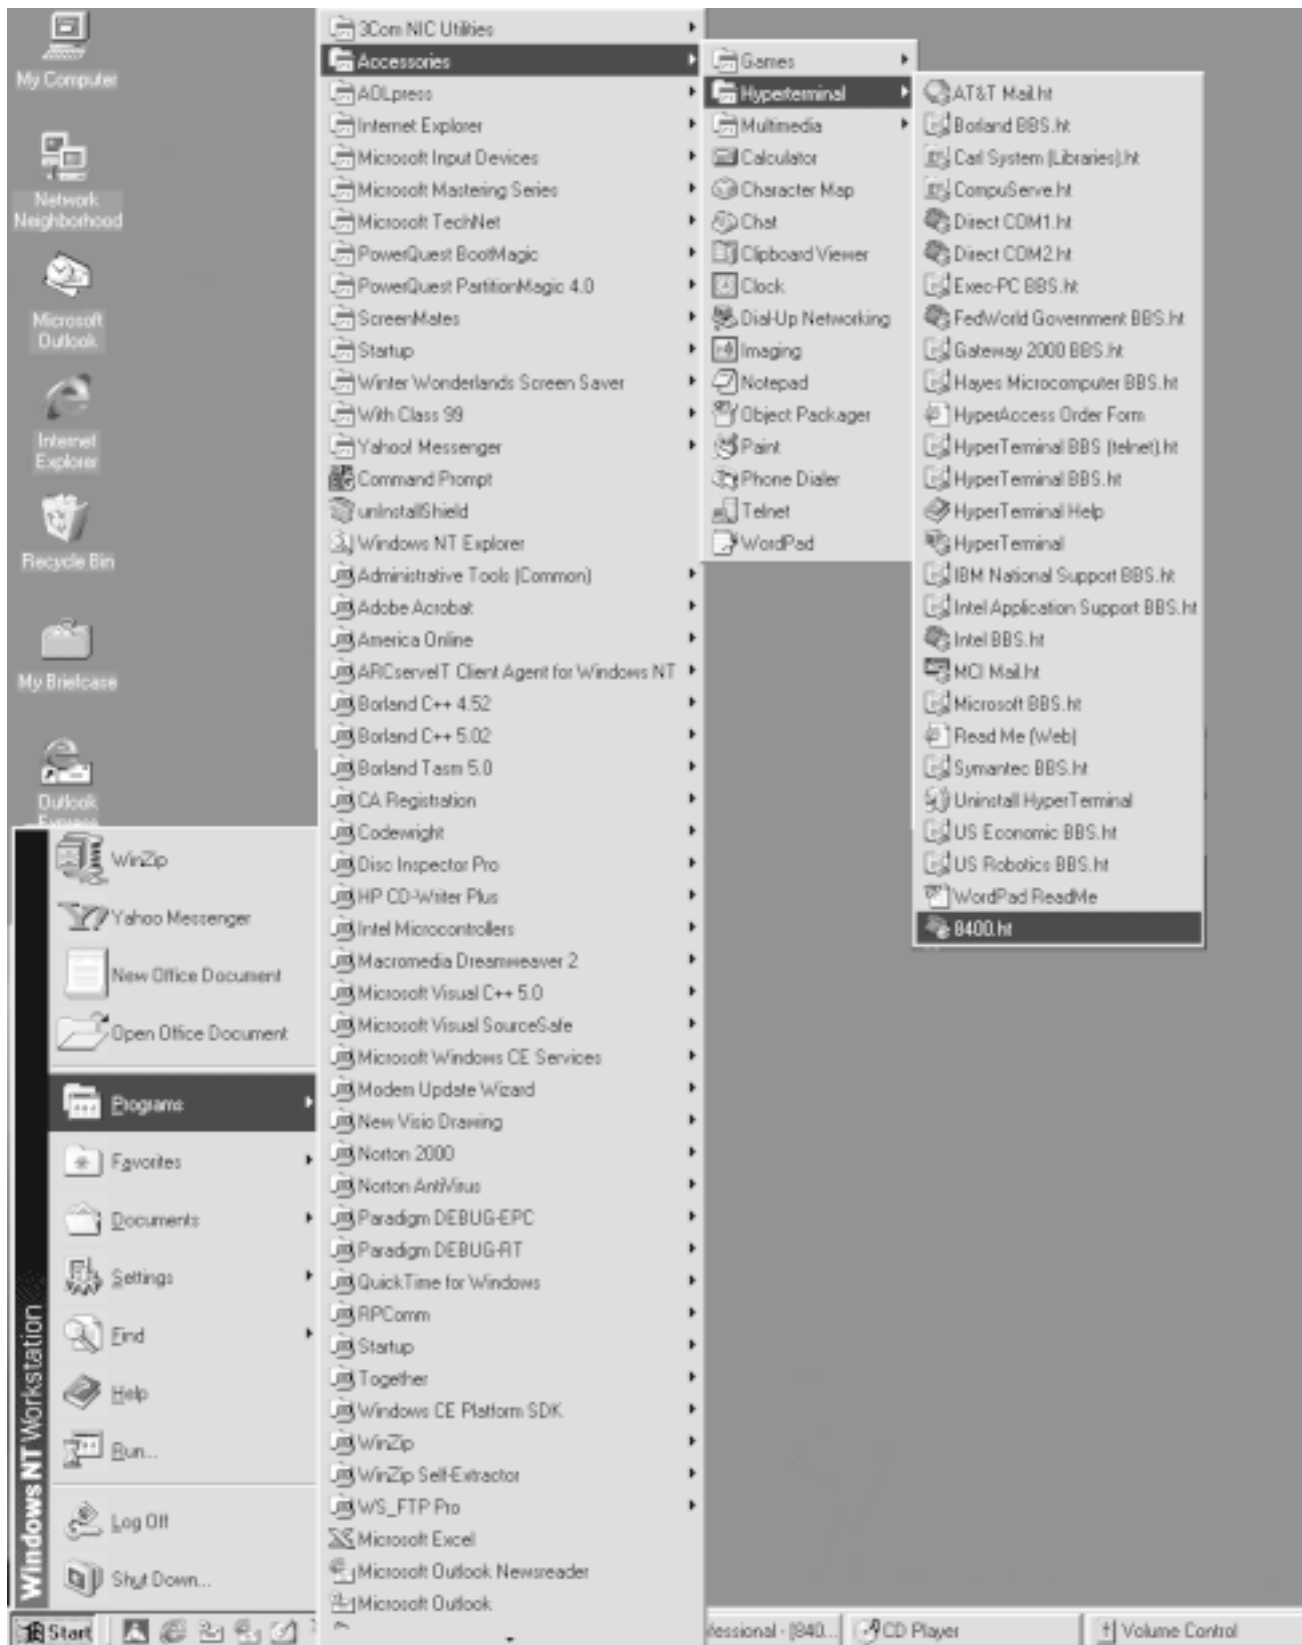 My Computer
Network
Neighborhood
Microsoft
Outlook
Internet
Explorer
Recycle Bin
My Briefcase
Outlook
Express
WinZip
Yahoo Messenger
New Office Document
Open Office Document
Programs
Favorites
Documents
Settings
Find
Help
Run...
Log Off
Shut Down...
Windows NT Workstation
3Com NIC Utilities
Accessories
AOLpress
Internet Explorer
Microsoft Input Devices
Microsoft Mastering Series
Microsoft TechNet
PowerQuest BootMagic
PowerQuest PartitionMagic 4.0
ScreenMates
Startup
Winter Wonderlands Screen Saver
With Class 99
Yahoo! Messenger
Command Prompt
unInstallShield
Windows NT Explorer
Administrative Tools (Common)
Adobe Acrobat
America Online
ARCserveIT Client Agent for Windows NT
Borland C++ 4.52
Borland C++ 5.02
Borland Tasm 5.0
CA Registration
Codewright
Disc Inspector Pro
HP CD-Writer Plus
Intel Microcontrollers
Macromedia Dreamweaver 2
Microsoft Visual C++ 5.0
Microsoft Visual SourceSafe
Microsoft Windows CE Services
Modem Update Wizard
New Visio Drawing
Norton 2000
Norton AntiVirus
Paradigm DEBUG-EPC
Paradigm DEBUG-RT
QuickTime for Windows
RPComm
Startup
Together
Windows CE Platform SDK
WinZip
WinZip Self-Extractor
WS_FTP Pro
Microsoft Excel
Microsoft Outlook Newsreader
Microsoft Outlook
Games
Hyperterminal
Multimedia
Calculator
Character Map
Chat
Clipboard Viewer
Clock
Dial-Up Networking
Imaging
Notepad
Object Packager
Paint
Phone Dialer
Telnet
WordPad
AT&T Mail.ht
Borland BBS.ht
Carl System (Libraries).ht
CompuServe.ht
Direct COM1.ht
Direct COM2.ht
Exec-PC BBS.ht
FedWorld Government BBS.ht
Gateway 2000 BBS.ht
Hayes Microcomputer BBS.ht
HyperAccess Order Form
HyperTerminal BBS (telnet).ht
HyperTerminal BBS.ht
HyperTerminal Help
HyperTerminal
IBM National Support BBS.ht
Intel Application Support BBS.ht
Intel BBS.ht
MCI Mail.ht
Microsoft BBS.ht
Read Me (Web)
Symantec BBS.ht
Uninstall HyperTerminal
US Economic BBS.ht
US Robotics BBS.ht
WordPad ReadMe
8400.ht
Start
fessional - [840...
CD Player
Volume Control